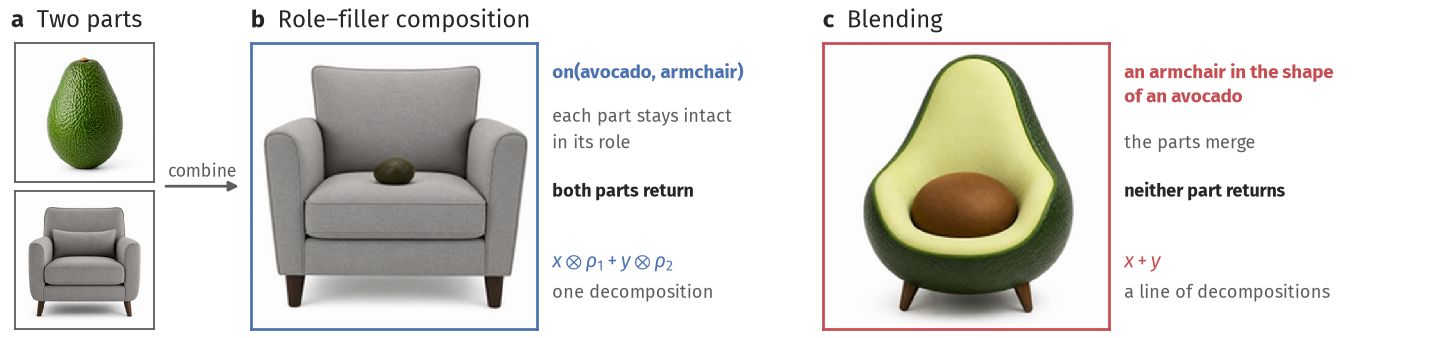 a Two parts
combine
b Role–filler composition
on(avocado, armchair)
each part stays intact
in its role
both parts return
x ⊗ ρ₁ + y ⊗ ρ₂
one decomposition
c Blending
an armchair in the shape
of an avocado
the parts merge
neither part returns
x + y
a line of decompositions